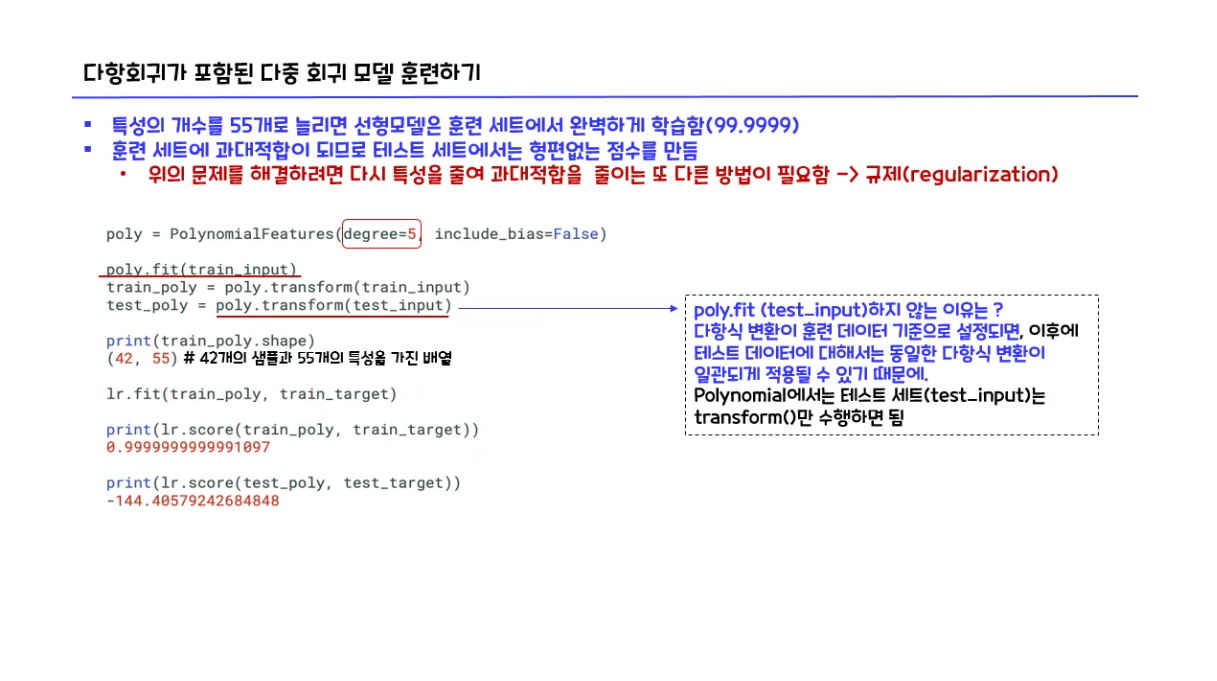 다항회귀가 포함된 다중 회귀 모델 훈련하기
▪ 특성의 개수를 55개로 늘리면 선형모델은 훈련 세트에서 완벽하게 학습함(99.9999)
▪ 훈련 세트에 과대적합이 되므로 테스트 세트에서는 형편없는 점수를 만듬
• 위의 문제를 해결하려면 다시 특성을 줄여 과대적합을 줄이는 또 다른 방법이 필요함 -> 규제(regularization)
poly = PolynomialFeatures(degree=5, include_bias=False)
poly.fit(train_input)
train_poly = poly.transform(train_input)
test_poly = poly.transform(test_input)
poly.fit (test_input)하지 않는 이유는 ?
다항식 변환이 훈련 데이터 기준으로 설정되면, 이후에
테스트 데이터에 대해서는 동일한 다항식 변환이
일관되게 적용될 수 있기 때문에.
Polynomial에서는 테스트 세트(test_input)는
transform()만 수행하면 됨
print(train_poly.shape)
(42, 55) # 42개의 샘플과 55개의 특성을 가진 배열
lr.fit(train_poly, train_target)
print(lr.score(train_poly, train_target))
0.9999999999991097
print(lr.score(test_poly, test_target))
-144.40579242684848